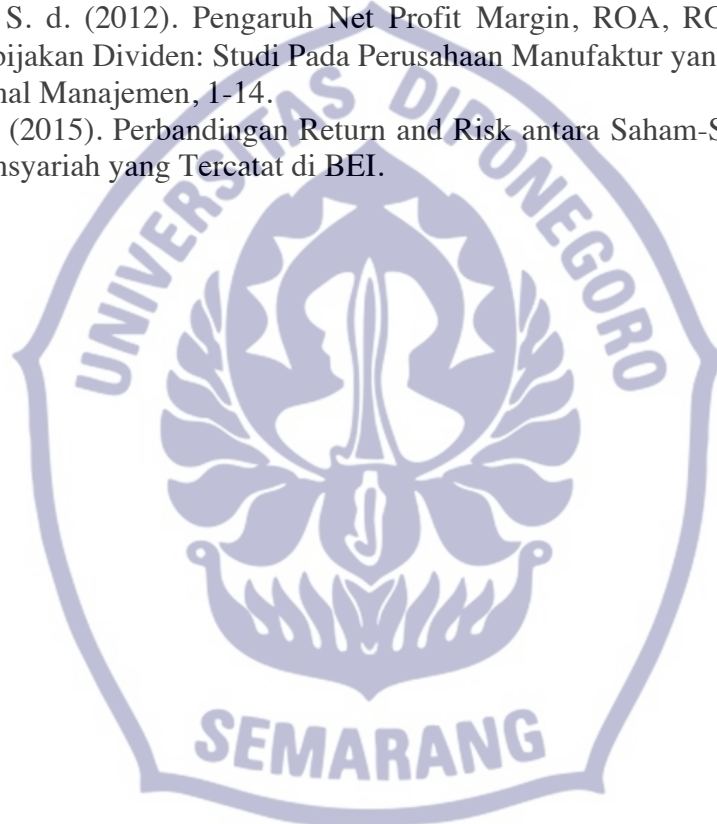 S. d. (2012). Pengaruh Net Profit Margin, ROA, RO
bijakan Dividen: Studi Pada Perusahaan Manufaktur yan
nal Manajemen, 1-14.
(2015). Perbandingan Return and Risk antara Saham-S
nsyariah yang Tercatat di BEI.
UNIVERSITAS DIPONEGORO
SEMARANG